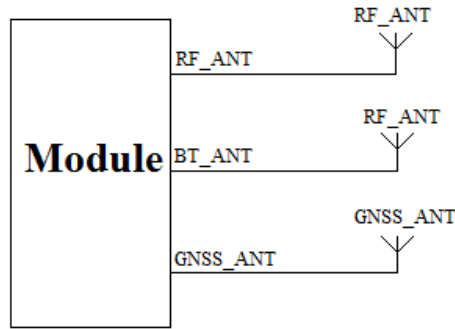 RF_ANT
RF_ANT
RF_ANT
Module
BT_ANT
GNSS_ANT
GNSS_ANT